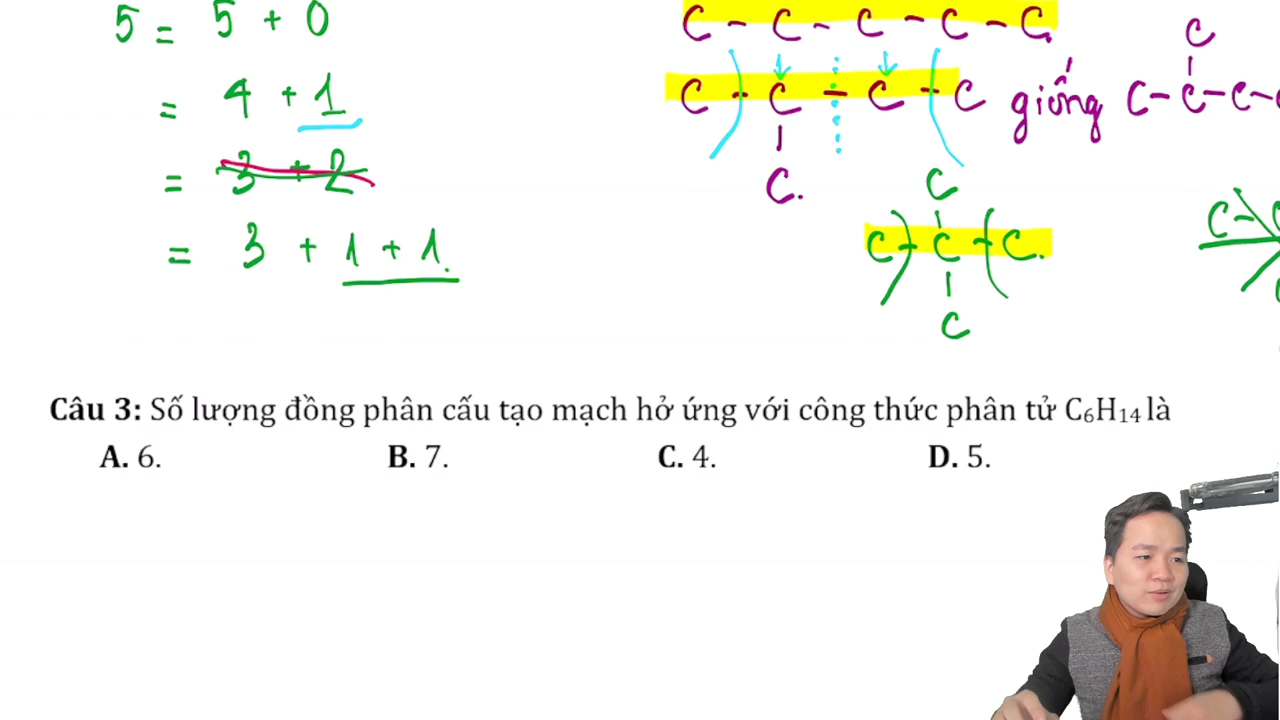 5 = 5 + 0
= 4 + 1
= 3 + 2
= 3 + 1 + 1.
C - C - C - C - C.
C - C - C - C giống C - C - C -
C
C.
C
C - C - C.
C
C -
Câu 3: Số lượng đồng phân cấu tạo mạch hở ứng với công thức phân tử C₆H₁₄ là
A. 6. B. 7. C. 4. D. 5.